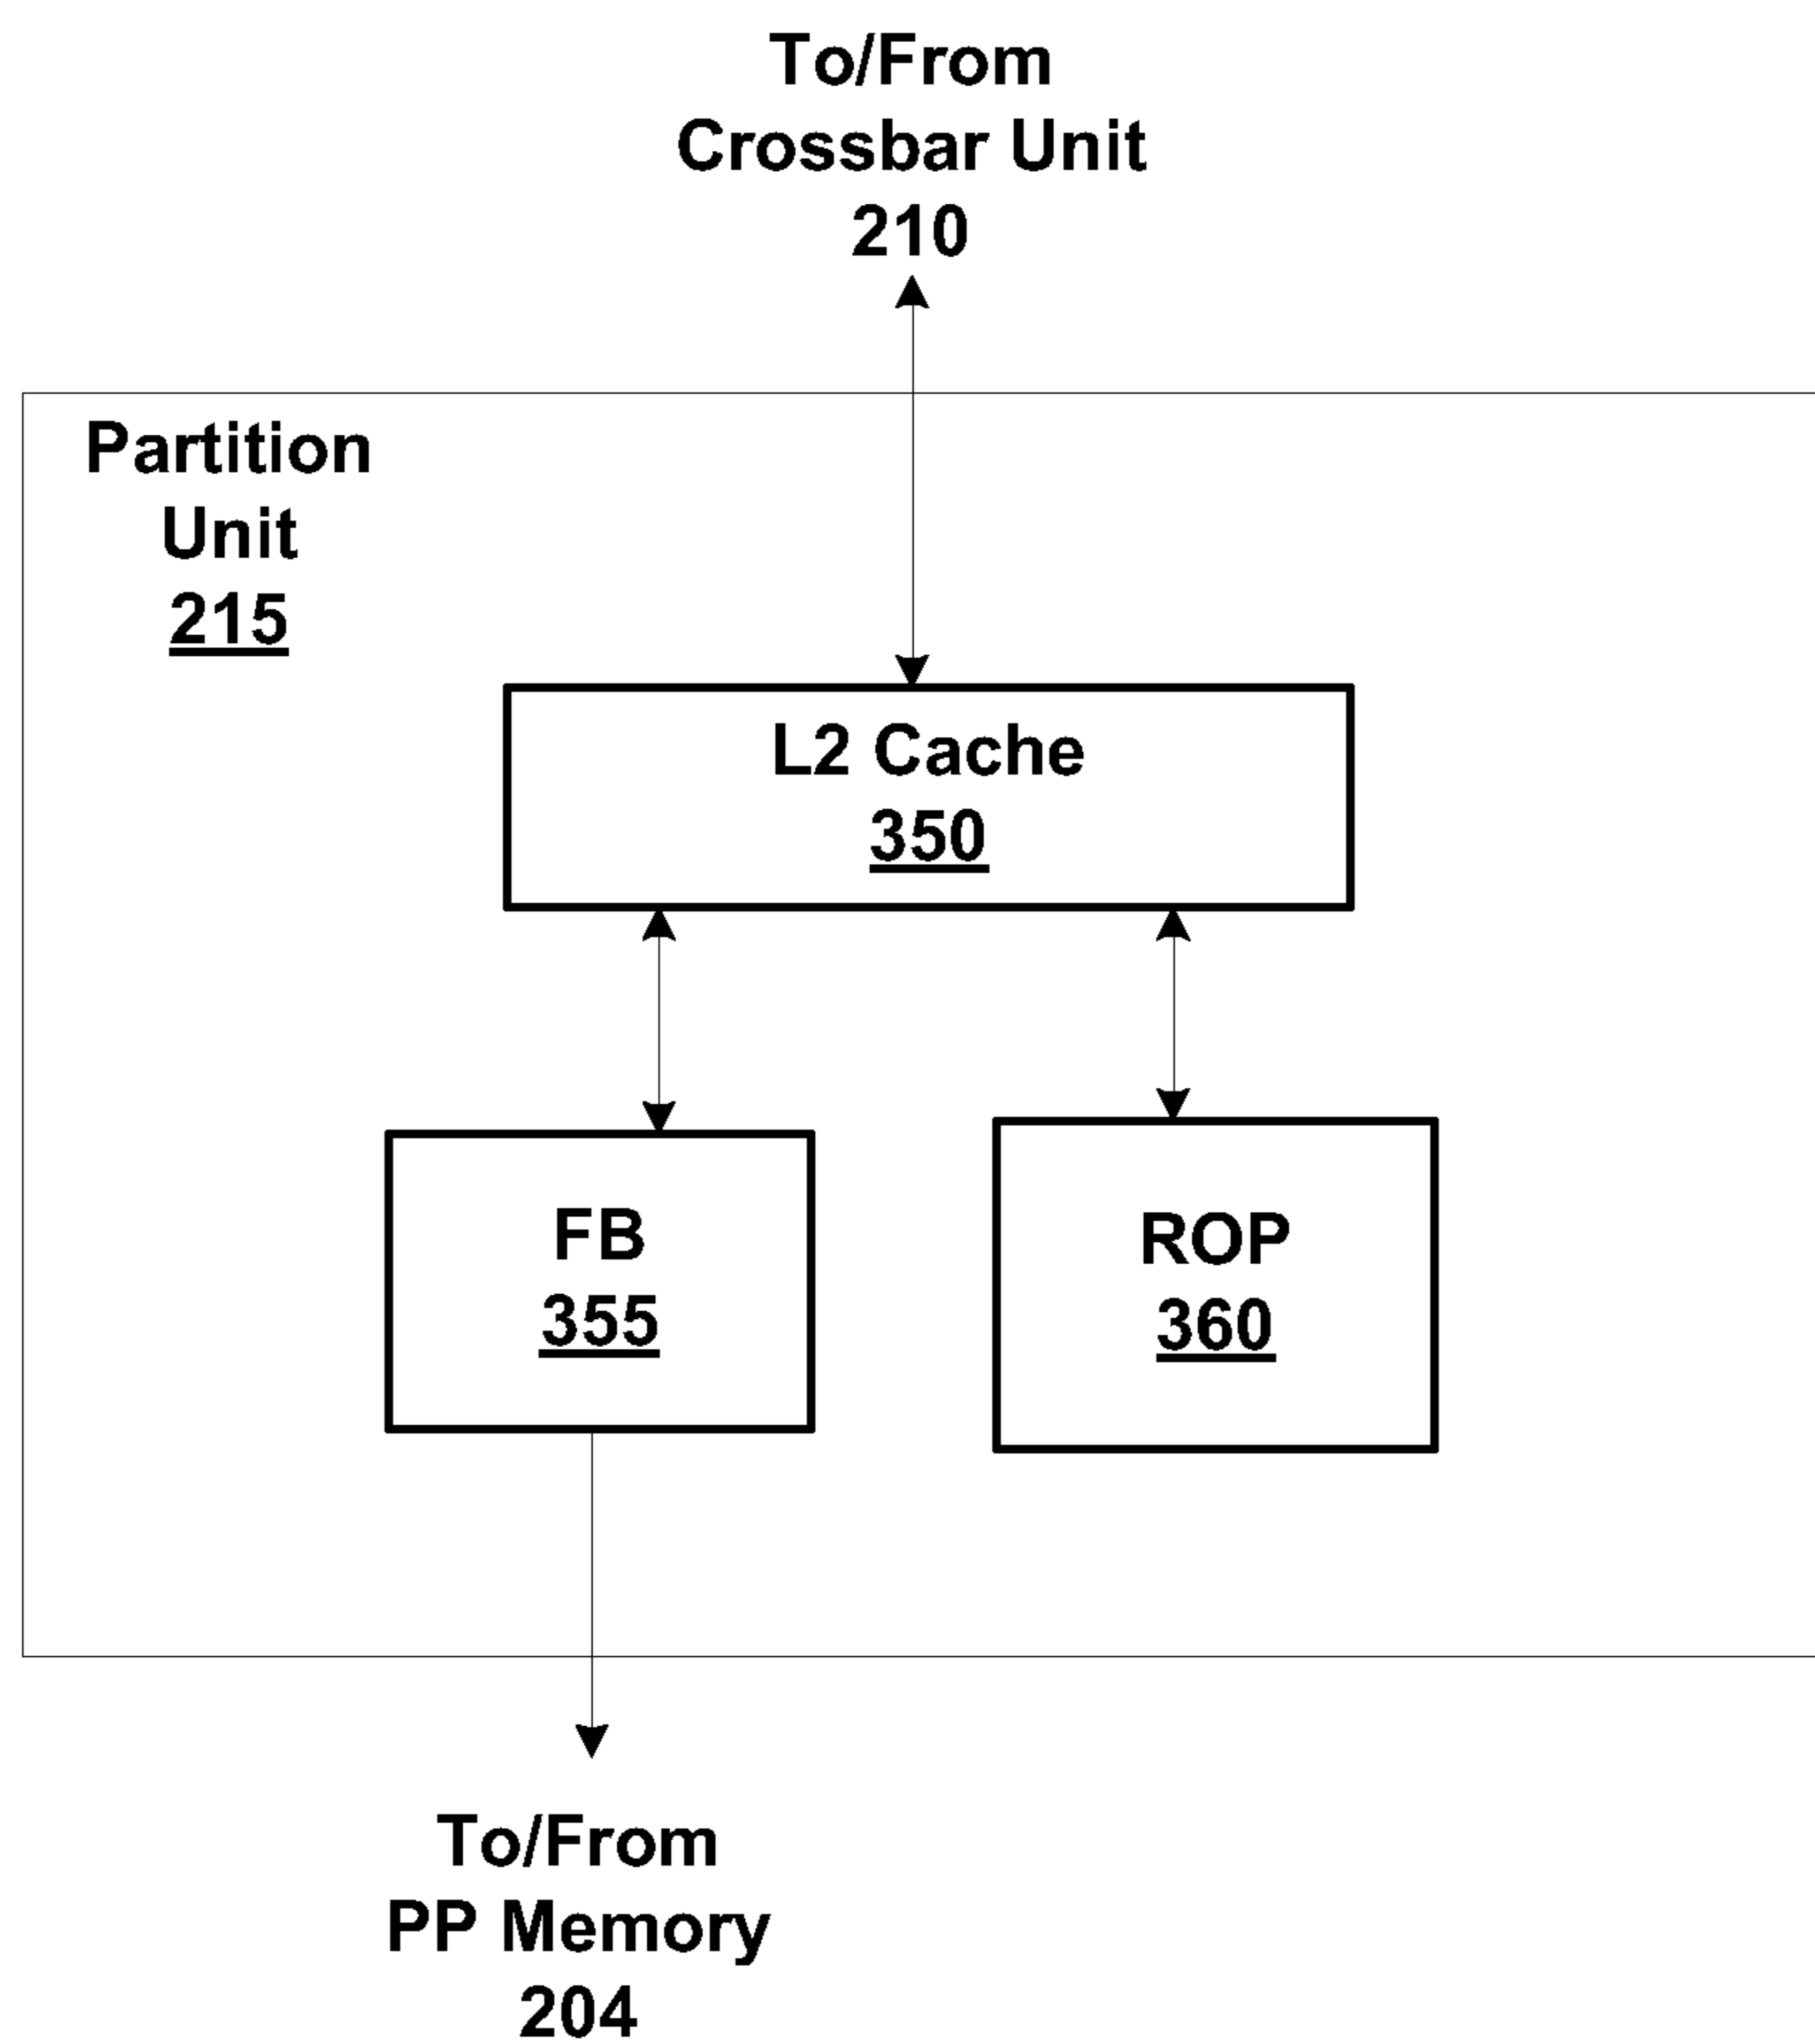 To/From
Crossbar Unit
210
Partition
Unit
215
L2 Cache
350
FB
355
ROP
360
To/From
PP Memory
204